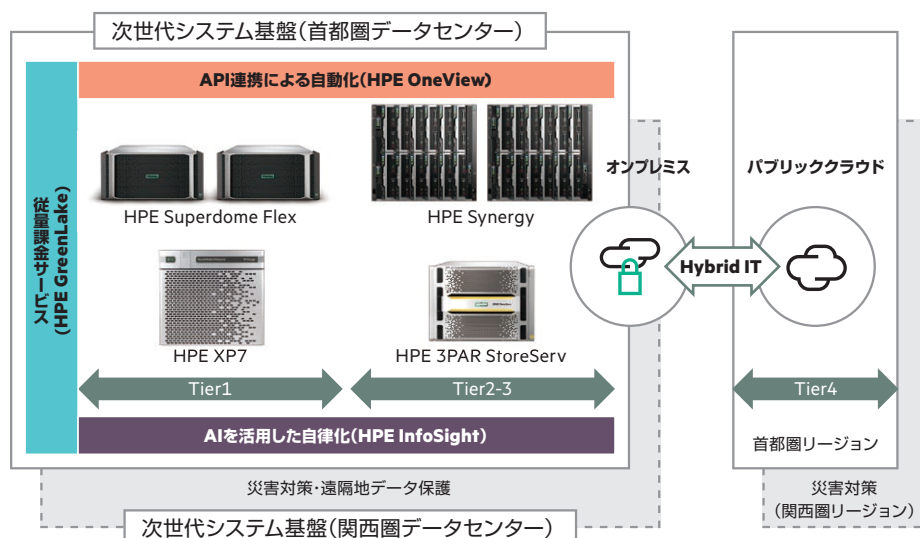 次世代システム基盤（首都圏データセンター）
API連携による自動化（HPE OneView）
従量課金サービス
（HPE GreenLake）
HPE Superdome Flex
HPE Synergy
HPE XP7
HPE 3PAR StoreServ
Tier1
Tier2-3
AIを活用した自律化（HPE InfoSight）
オンプレミス
Hybrid IT
パブリッククラウド
Tier4
首都圏リージョン
災害対策・遠隔地データ保護
次世代システム基盤（関西圏データセンター）
災害対策
（関西圏リージョン）